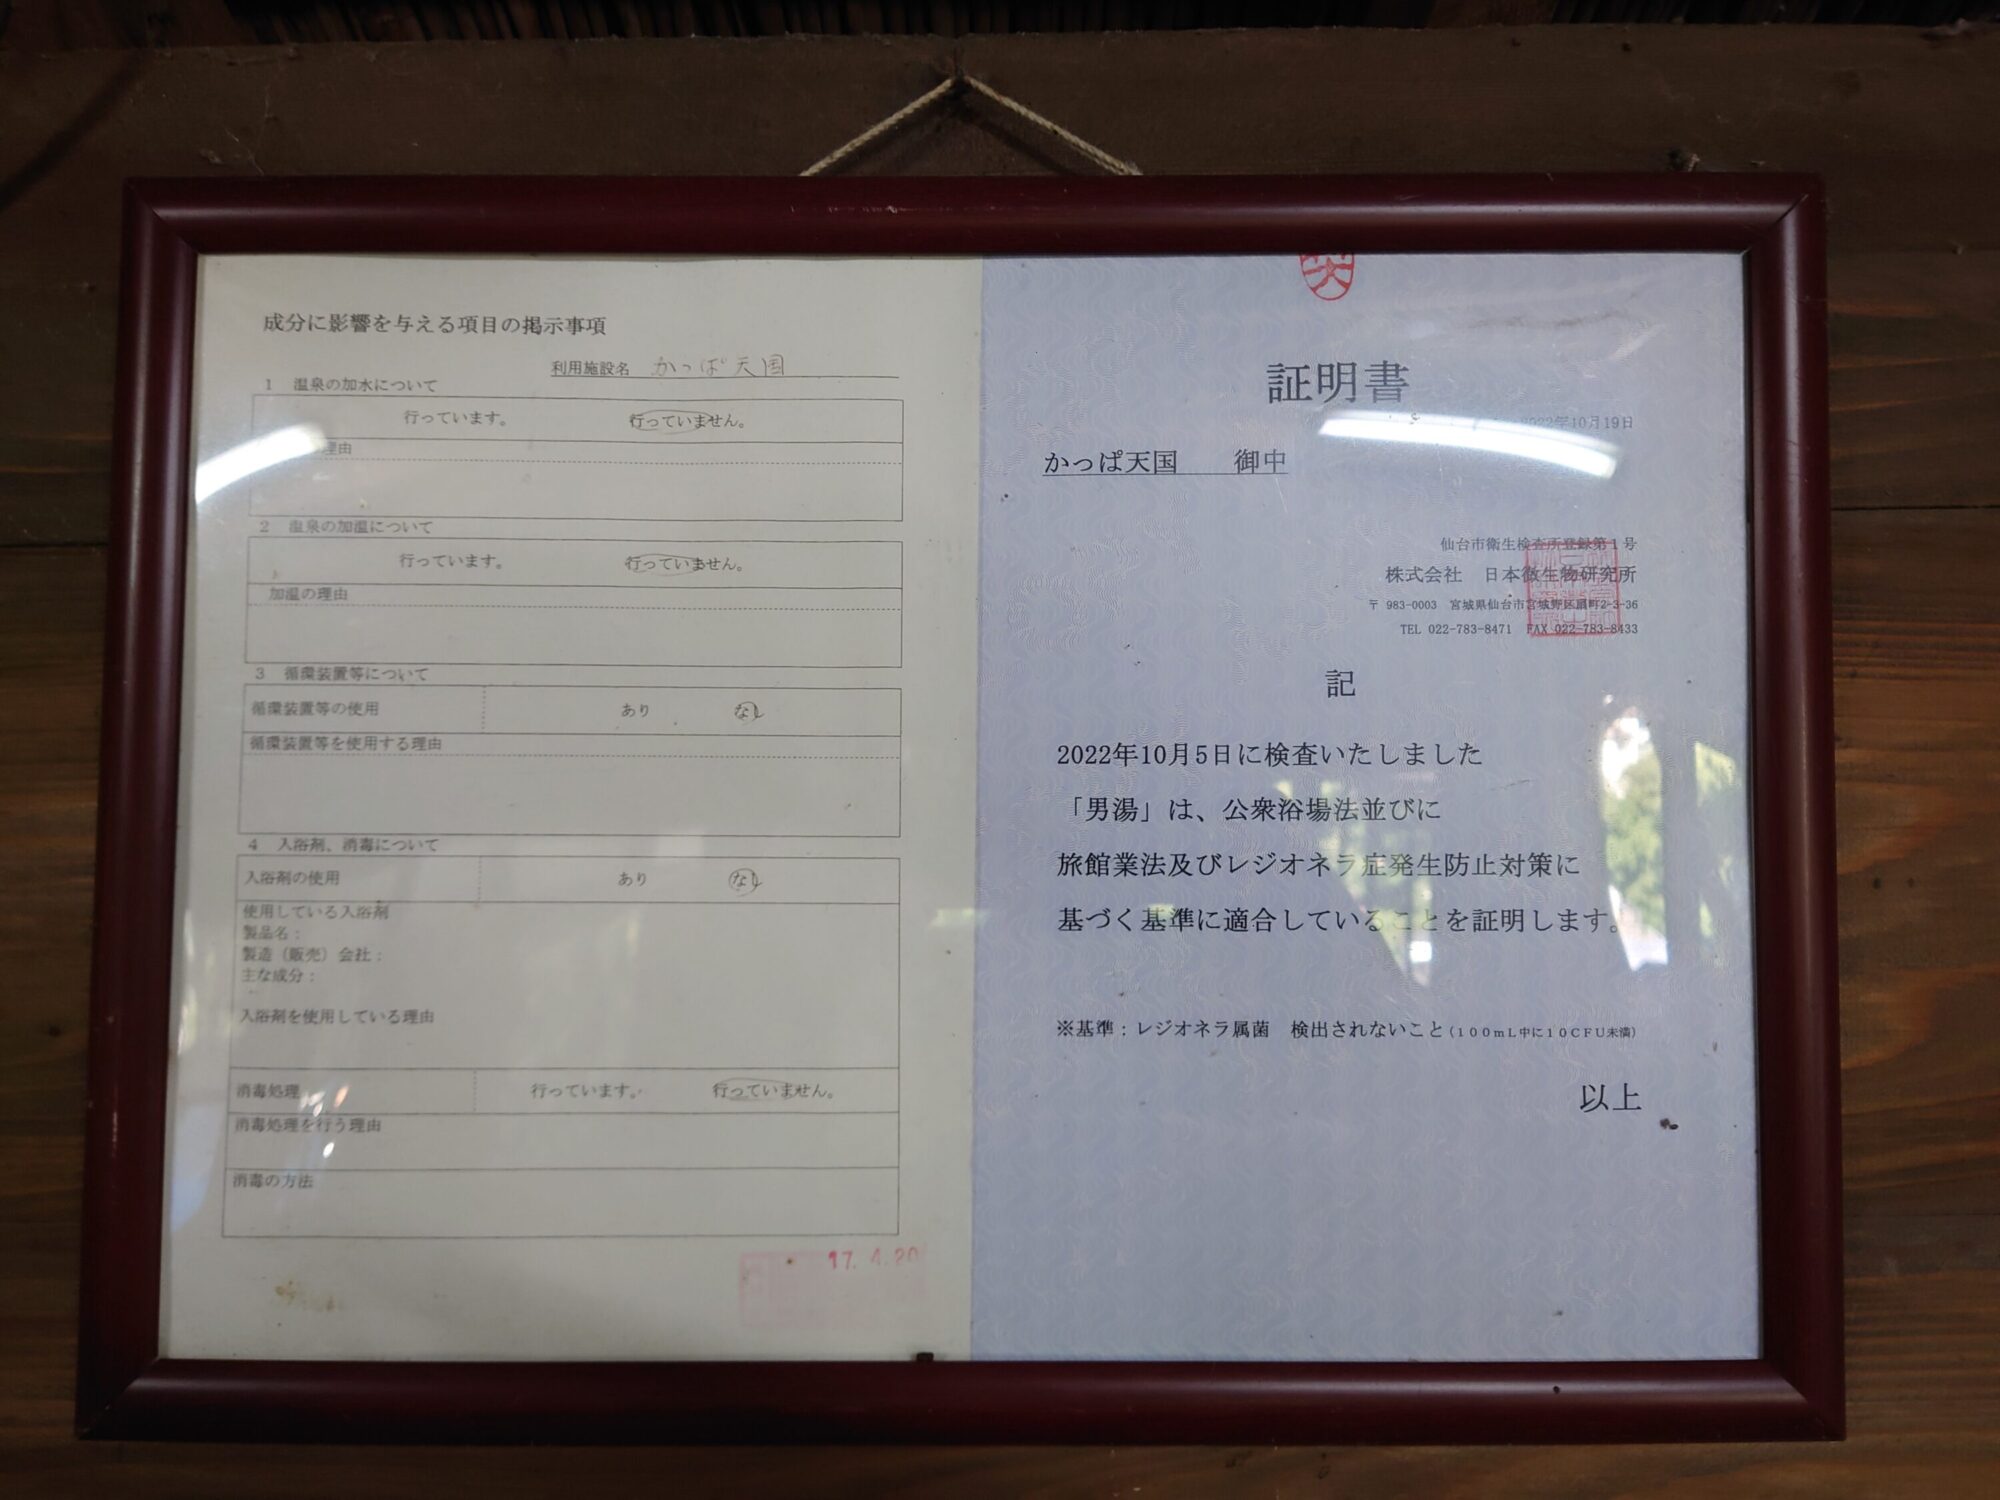 成分に影響を与える項目の掲示事項
利用施設名 かっぱ天国
1 温泉の加水について
行っています。 行っていません。
理由
2 温泉の加温について
行っています。 行っていません。
加温の理由
3 循環装置等について
循環装置等の使用 あり なし
循環装置等を使用する理由
4 入浴剤、消毒について
入浴剤の使用 あり なし
使用している入浴剤
製品名：
製造（販売）会社：
主な成分：
入浴剤を使用している理由
消毒処理 行っています。 行っていません。
消毒処理を行う理由
消毒の方法
17. 4.20
証明書
2022年10月19日
かっぱ天国 御中
仙台市衛生検査所登録第1号
株式会社 日本微生物研究所
〒 983-0003 宮城県仙台市宮城野区扇町2-3-36
TEL 022-783-8471 FAX 022-783-8433
記
2022年10月5日に検査いたしました
「男湯」は、公衆浴場法並びに
旅館業法及びレジオネラ症発生防止対策に
基づく基準に適合していることを証明します。
※基準：レジオネラ属菌 検出されないこと（100mL中に10CFU未満）
以上